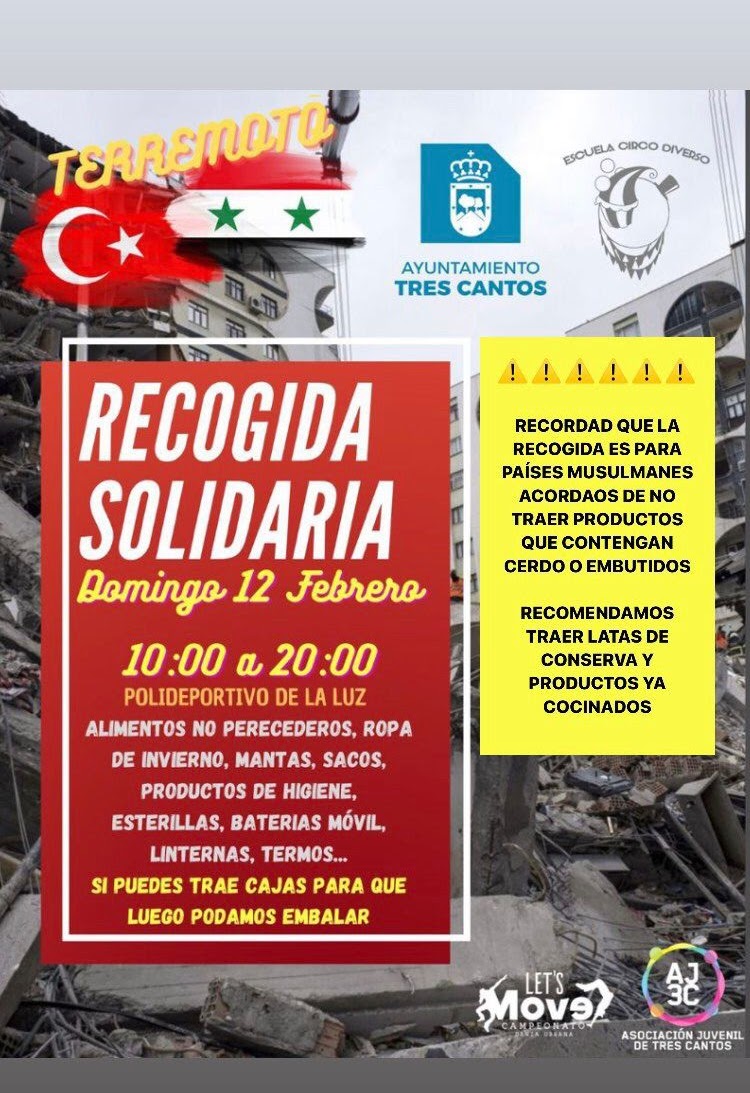 TERREMOTO
AYUNTAMIENTO
TRES CANTOS
ESCUELA CIRCO DIVERSO
RECOGIDA
SOLIDARIA
Domingo 12 Febrero
10:00 a 20:00
POLIDEPORTIVO DE LA LUZ
ALIMENTOS NO PERECEDEROS, ROPA
DE INVIERNO, MANTAS, SACOS,
PRODUCTOS DE HIGIENE,
ESTERILLAS, BATERIAS MÓVIL,
LINTERNAS, TERMOS...
SI PUEDES TRAE CAJAS PARA QUE
LUEGO PODAMOS EMBALAR
RECORDAD QUE LA
RECOGIDA ES PARA
PAÍSES MUSULMANES
ACORDAOS DE NO
TRAER PRODUCTOS
QUE CONTENGAN
CERDO O EMBUTIDOS
RECOMENDAMOS
TRAER LATAS DE
CONSERVA Y
PRODUCTOS YA
COCINADOS
LET'S
Move
CAMPEONATO
DANZA URBANA
AJ
3C
ASOCIACIÓN JUVENIL
DE TRES CANTOS